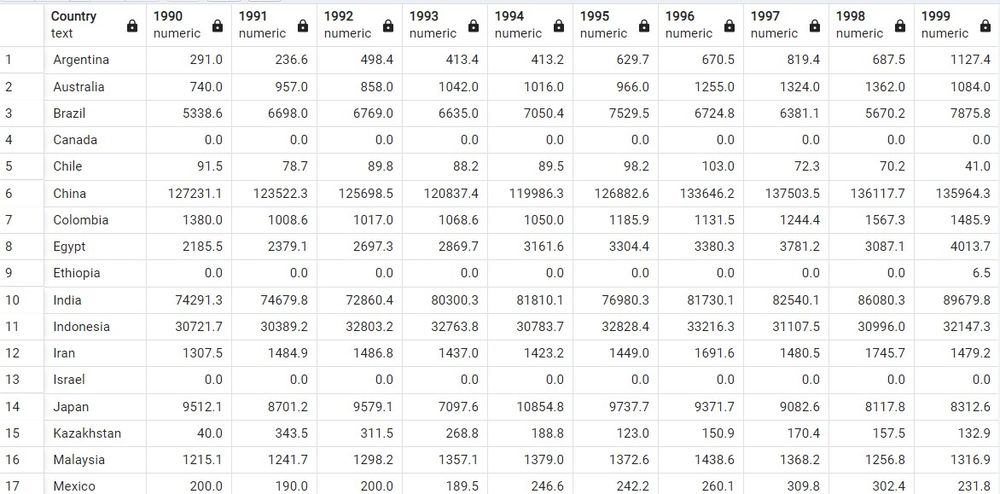 Country 1990 1991 1992 1993 1994 1995 1996 1997 1998 1999
text numeric numeric numeric numeric numeric numeric numeric numeric numeric numeric
1 Argentina 291.0 236.6 498.4 413.4 413.2 629.7 670.5 819.4 687.5 1127.4
2 Australia 740.0 957.0 858.0 1042.0 1016.0 966.0 1255.0 1324.0 1362.0 1084.0
3 Brazil 5338.6 6698.0 6769.0 6635.0 7050.4 7529.5 6724.8 6381.1 5670.2 7875.8
4 Canada 0.0 0.0 0.0 0.0 0.0 0.0 0.0 0.0 0.0 0.0
5 Chile 91.5 78.7 89.8 88.2 89.5 98.2 103.0 72.3 70.2 41.0
6 China 127231.1 123522.3 125698.5 120837.4 119986.3 126882.6 133646.2 137503.5 136117.7 135964.3
7 Colombia 1380.0 1008.6 1017.0 1068.6 1050.0 1185.9 1131.5 1244.4 1567.3 1485.9
8 Egypt 2185.5 2379.1 2697.3 2869.7 3161.6 3304.4 3380.3 3781.2 3087.1 4013.7
9 Ethiopia 0.0 0.0 0.0 0.0 0.0 0.0 0.0 0.0 0.0 6.5
10 India 74291.3 74679.8 72860.4 80300.3 81810.1 76980.3 81730.1 82540.1 86080.3 89679.8
11 Indonesia 30721.7 30389.2 32803.2 32763.8 30783.7 32828.4 33216.3 31107.5 30996.0 32147.3
12 Iran 1307.5 1484.9 1486.8 1437.0 1423.2 1449.0 1691.6 1480.5 1745.7 1479.2
13 Israel 0.0 0.0 0.0 0.0 0.0 0.0 0.0 0.0 0.0 0.0
14 Japan 9512.1 8701.2 9579.1 7097.6 10854.8 9737.7 9371.7 9082.6 8117.8 8312.6
15 Kazakhstan 40.0 343.5 311.5 268.8 188.8 123.0 150.9 170.4 157.5 132.9
16 Malaysia 1215.1 1241.7 1298.2 1357.1 1379.0 1372.6 1438.6 1368.2 1256.8 1316.9
17 Mexico 200.0 190.0 200.0 189.5 246.6 242.2 260.1 309.8 302.4 231.8